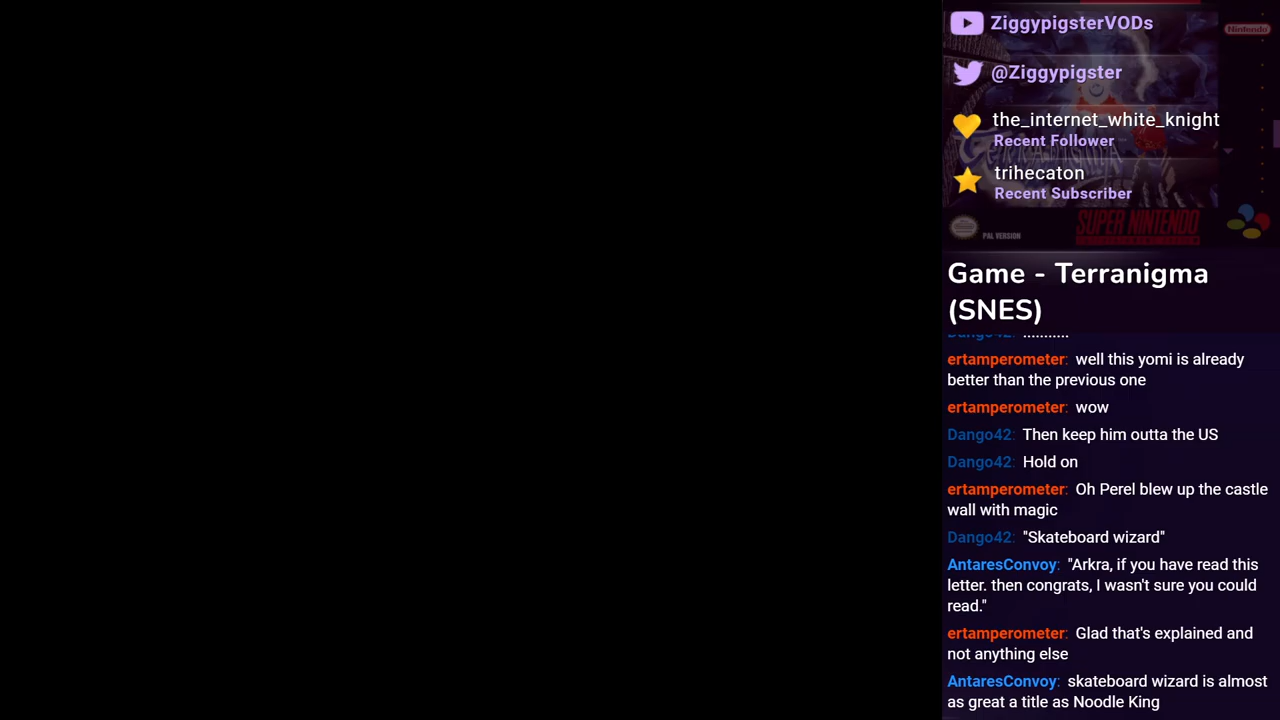 ZiggypigsterVODs
Nintendo
@Ziggypigster
the_internet_white_knight
Recent Follower
trihecaton
Recent Subscriber
PAL VERSION
SUPER NINTENDO
Game - Terranigma
(SNES)
Dango42: ...........
ertamperometer: well this yomi is already
better than the previous one
ertamperometer: wow
Dango42: Then keep him outta the US
Dango42: Hold on
ertamperometer: Oh Perel blew up the castle
wall with magic
Dango42: "Skateboard wizard"
AntaresConvoy: "Arkra, if you have read this
letter. then congrats, I wasn't sure you could
read."
ertamperometer: Glad that's explained and
not anything else
AntaresConvoy: skateboard wizard is almost
as great a title as Noodle King